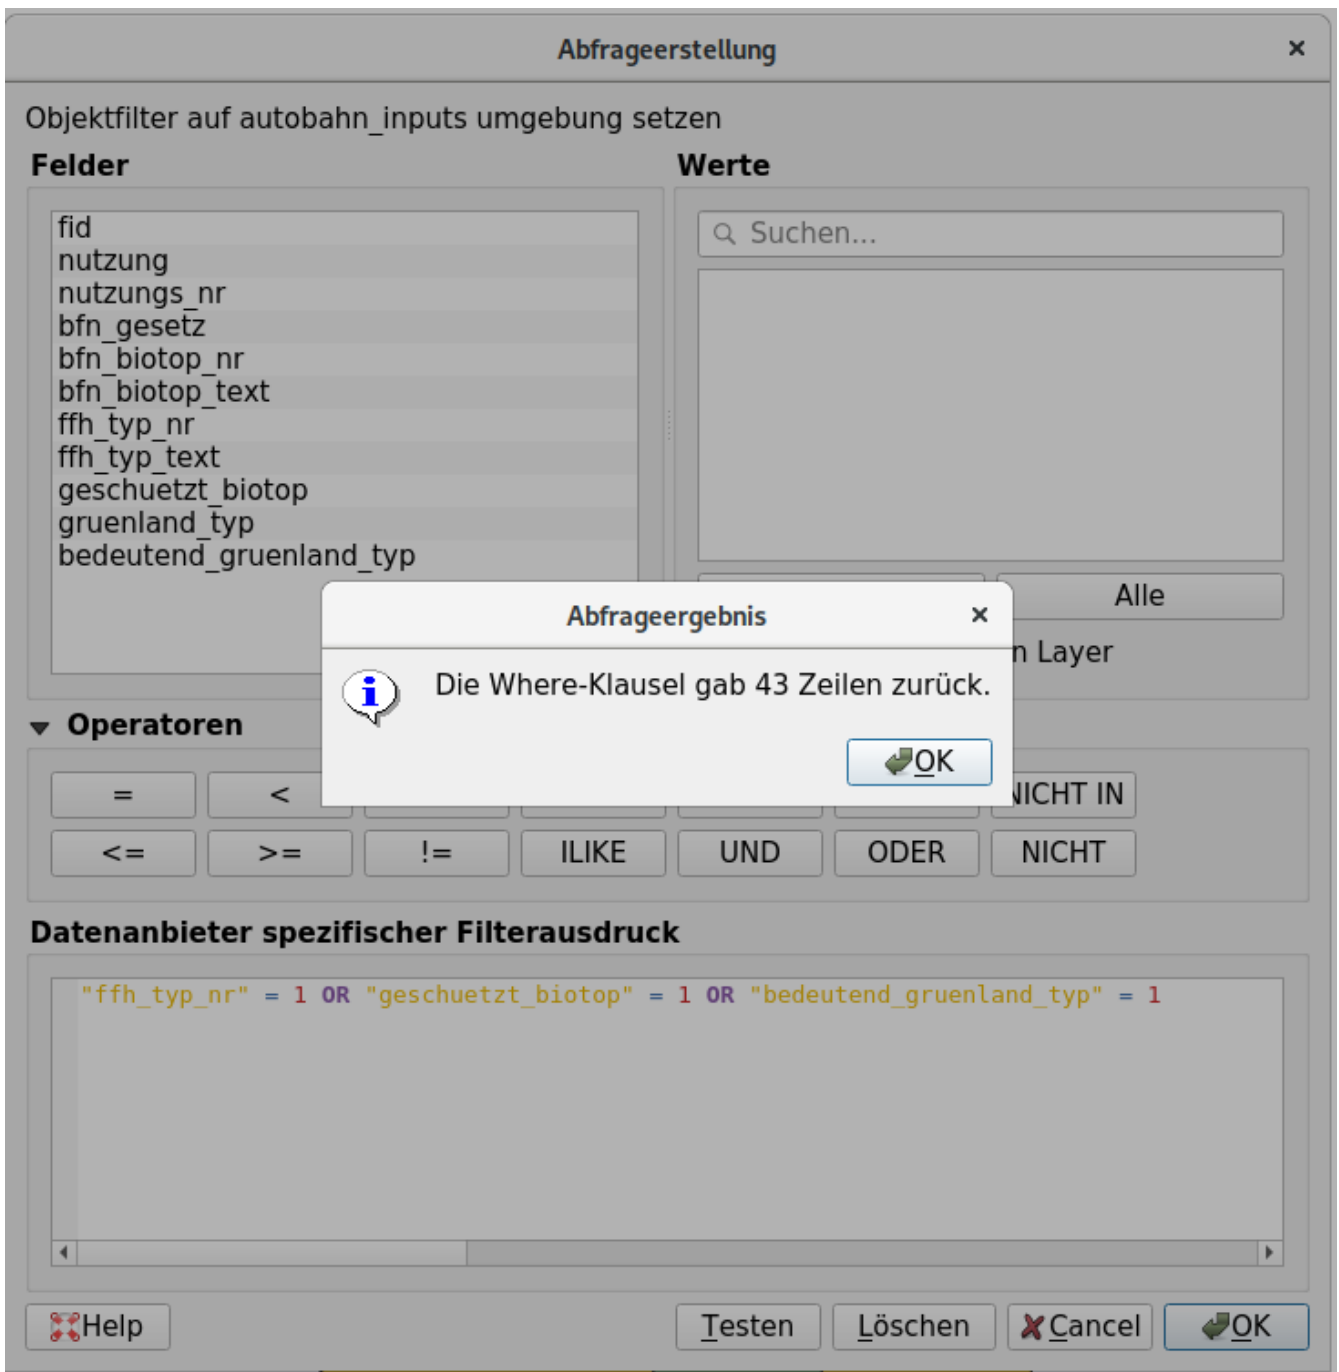 Abfrageerstellung
Objektfilter auf autobahn_inputs umgebung setzen
Felder
Werte
fid
nutzung
nutzungs_nr
bfn_gesetz
bfn_biotop_nr
bfn_biotop_text
ffh_typ_nr
ffh_typ_text
geschuetzt_biotop
gruenland_typ
bedeutend_gruenland_typ
Suchen...
Alle
n Layer
Abfrageergebnis
Die Where-Klausel gab 43 Zeilen zurück.
OK
Operatoren
= < NICHT IN
<= >= != ILIKE UND ODER NICHT
Datenanbieter spezifischer Filterausdruck
"ffh_typ_nr" = 1 OR "geschuetzt_biotop" = 1 OR "bedeutend_gruenland_typ" = 1
Help Testen Löschen Cancel OK